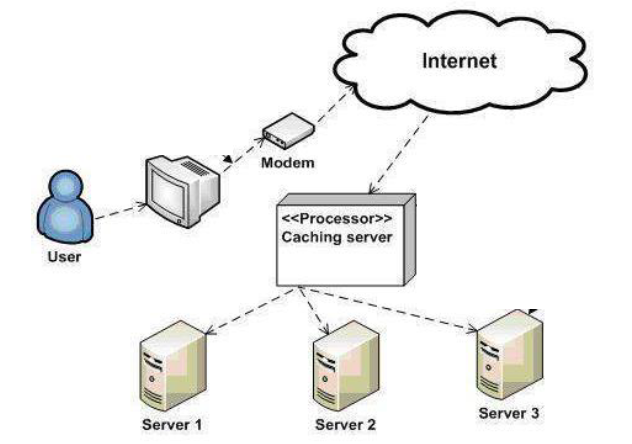 Internet
Modem
User
<<Processor>>
Caching server
Server 1
Server 2
Server 3